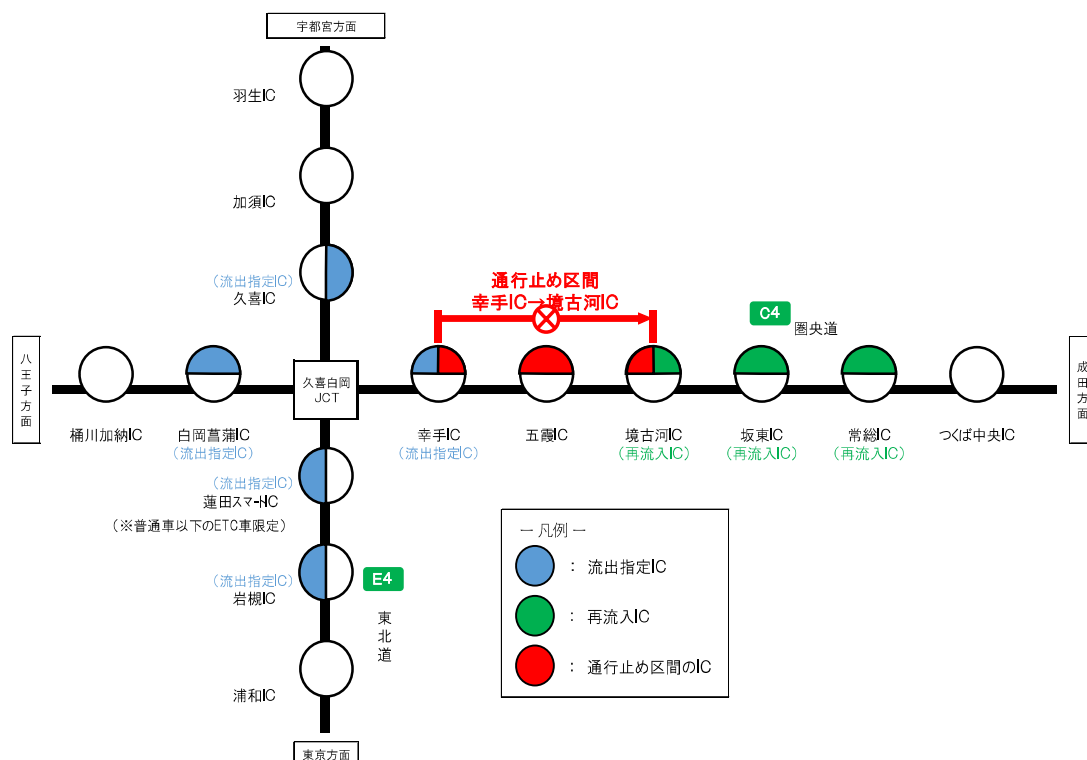 宇都宮方面
羽生IC
加須IC
(流出指定IC)
久喜IC
通行止め区間
幸手IC→境古河IC
C4
圏央道
八王子方面
久喜白岡
JCT
成田方面
桶川加納IC
白岡菖蒲IC
(流出指定IC)
幸手IC
(流出指定IC)
五霞IC
境古河IC
(再流入IC)
坂東IC
(再流入IC)
常総IC
(再流入IC)
つくば中央IC
(流出指定IC)
蓮田スマートIC
(※普通車以下のETC車限定)
(流出指定IC)
岩槻IC
E4
東北道
浦和IC
東京方面
― 凡例 ―
: 流出指定IC
: 再流入IC
: 通行止め区間のIC